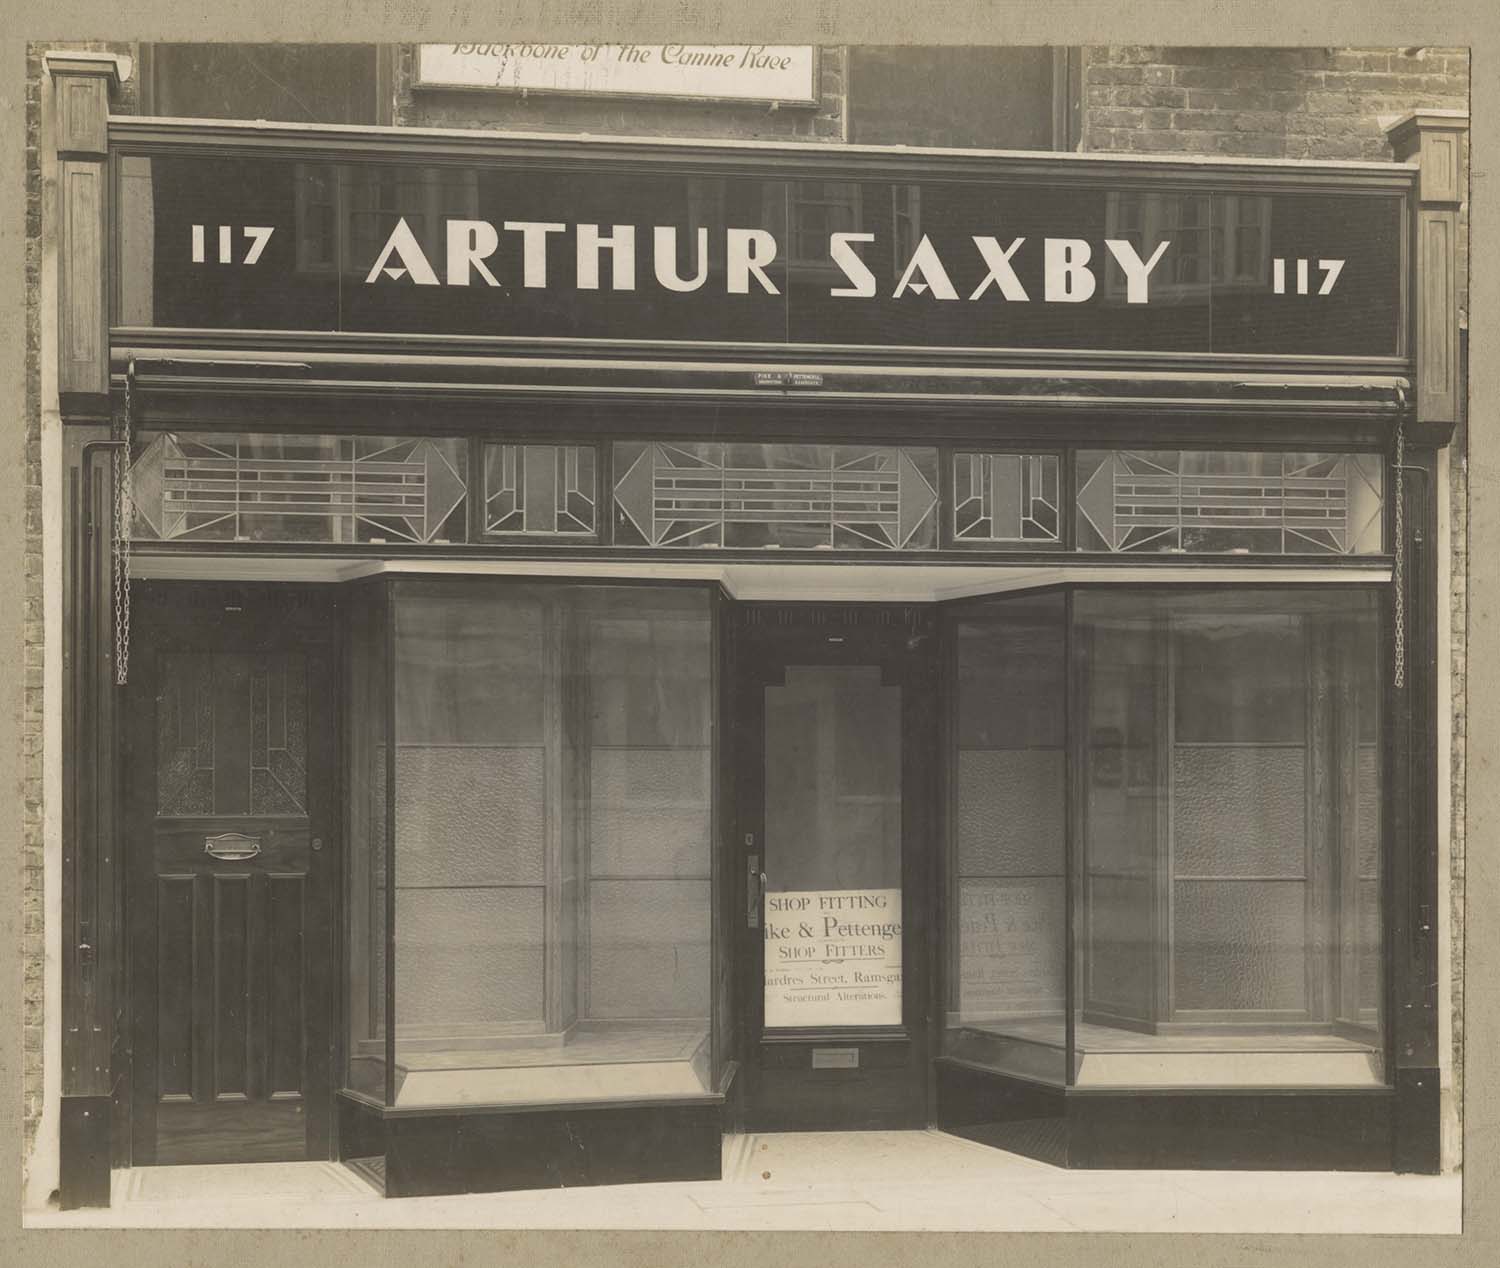 Backbone of the Canine Race
117 ARTHUR SAXBY 117
PIKE & PETTENGELL
SHOP FITTING
ike & Pettenge
SHOP FITTERS
ardres Street, Ramsga
Structural Alterations.